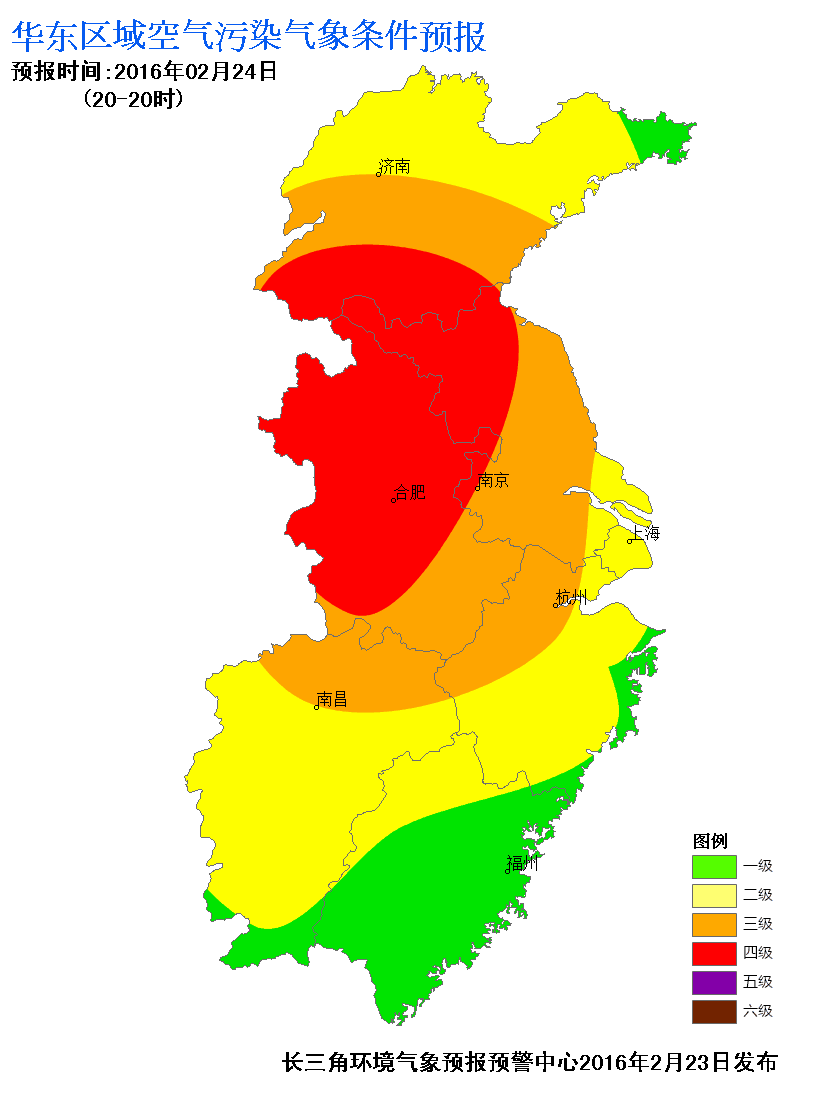 华东区域空气污染气象条件预报
预报时间:2016年02月24日
(20-20时)
济南
南京
合肥
上海
杭州
南昌
福州
图例
一级
二级
三级
四级
五级
六级
长三角环境气象预报预警中心2016年2月23日发布